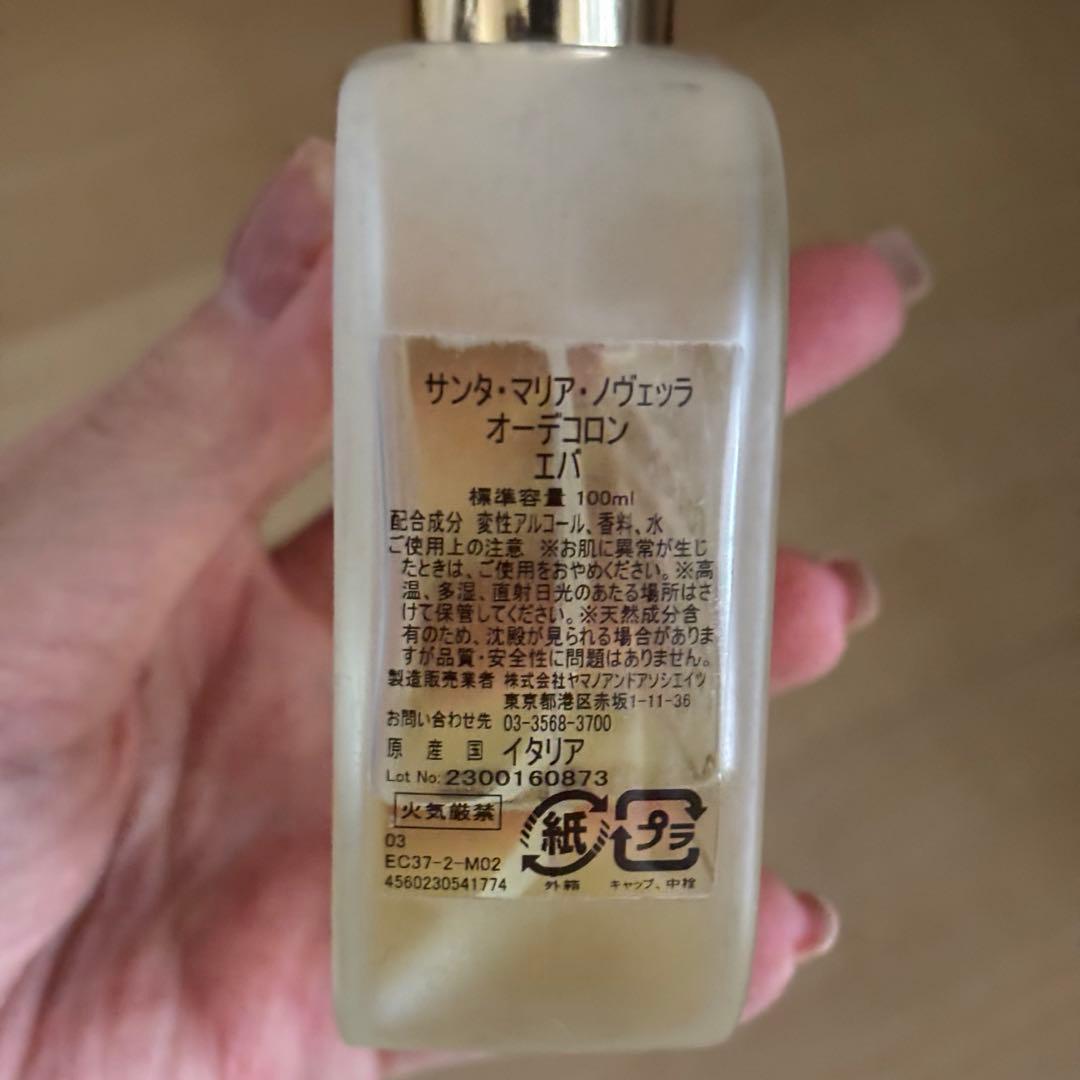 サンタ・マリア・ノヴェッラ
オーデコロン
エバ
標準容量 100ml
配合成分 変性アルコール、香料、水
ご使用上の注意 ※お肌に異常が生じ
たときは、ご使用をおやめください。※高
温、多湿、直射日光のあたる場所はさ
けて保管してください。※天然成分含
有のため、沈殿が見られる場合がありま
すが品質・安全性に問題はありません。
製造販売業者 株式会社ヤマノアンドアソシエイツ
東京都港区赤坂1-11-36
お問い合わせ先 03-3568-3700
原産国 イタリア
Lot No: 2300160873
火気厳禁
03
EC37-2-M02
4560230541774
紙
外箱
プラ
キャップ、中栓